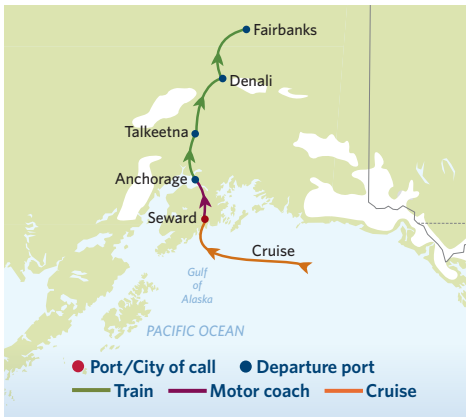 Fairbanks
Denali
Talkeetna
Anchorage
Seward
Cruise
Gulf
of
Alaska
PACIFIC OCEAN
Port/City of call
Departure port
Train
Motor coach
Cruise